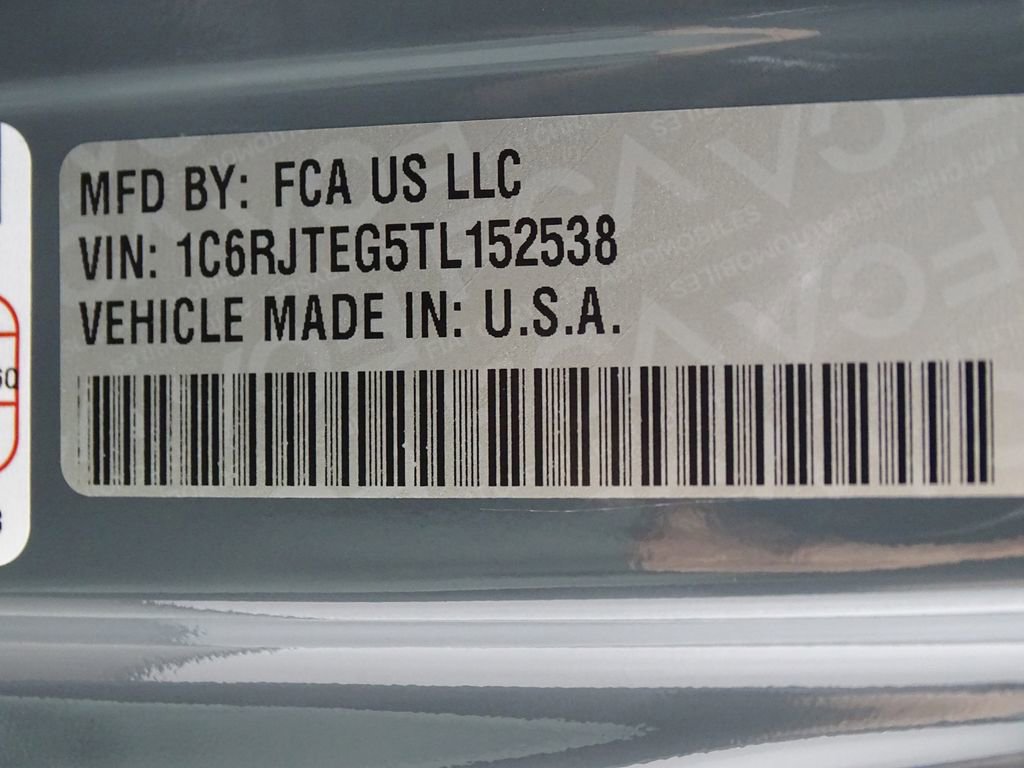 MFD BY: FCA US LLC
VIN: 1C6RJTEG5TL152538
VEHICLE MADE IN: U.S.A.